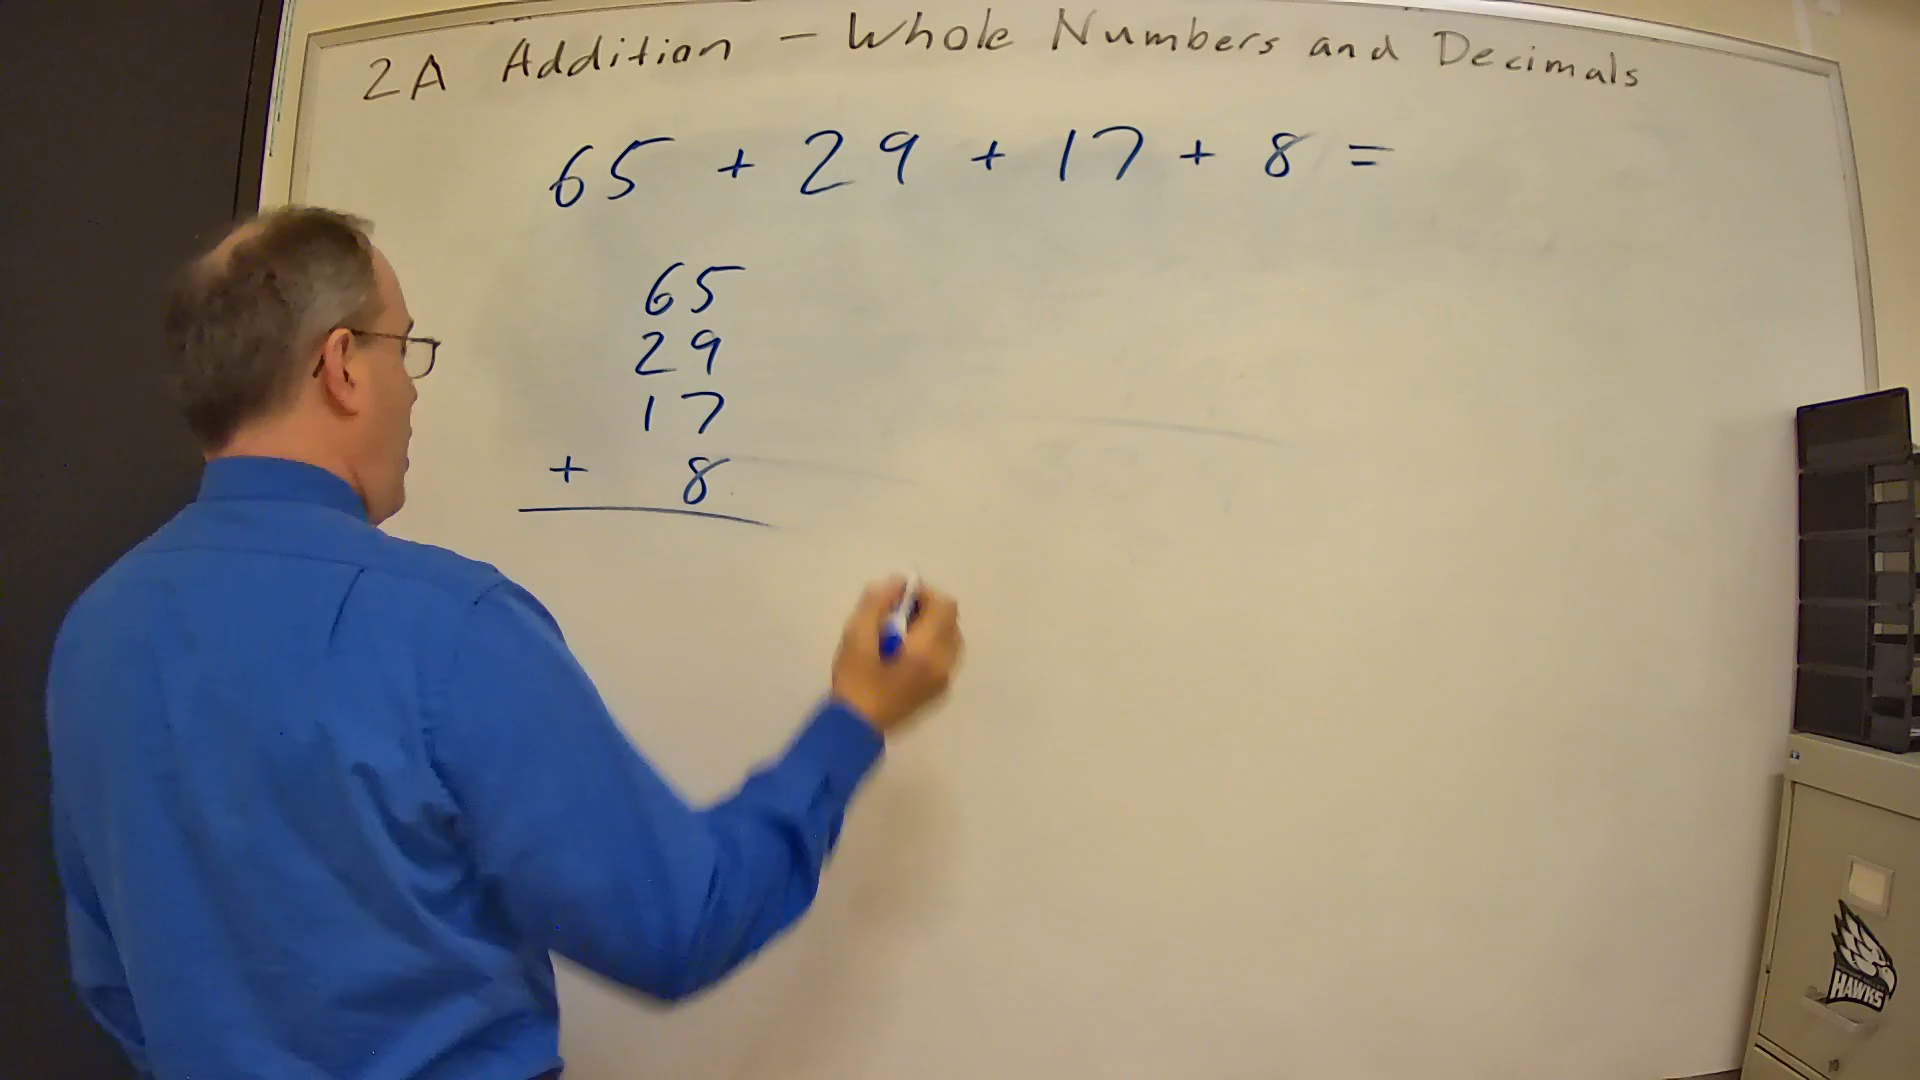 2A Addition - Whole Numbers and Decimals
65 + 29 + 17 + 8 =
65
29
17
+ 8
HAWKS